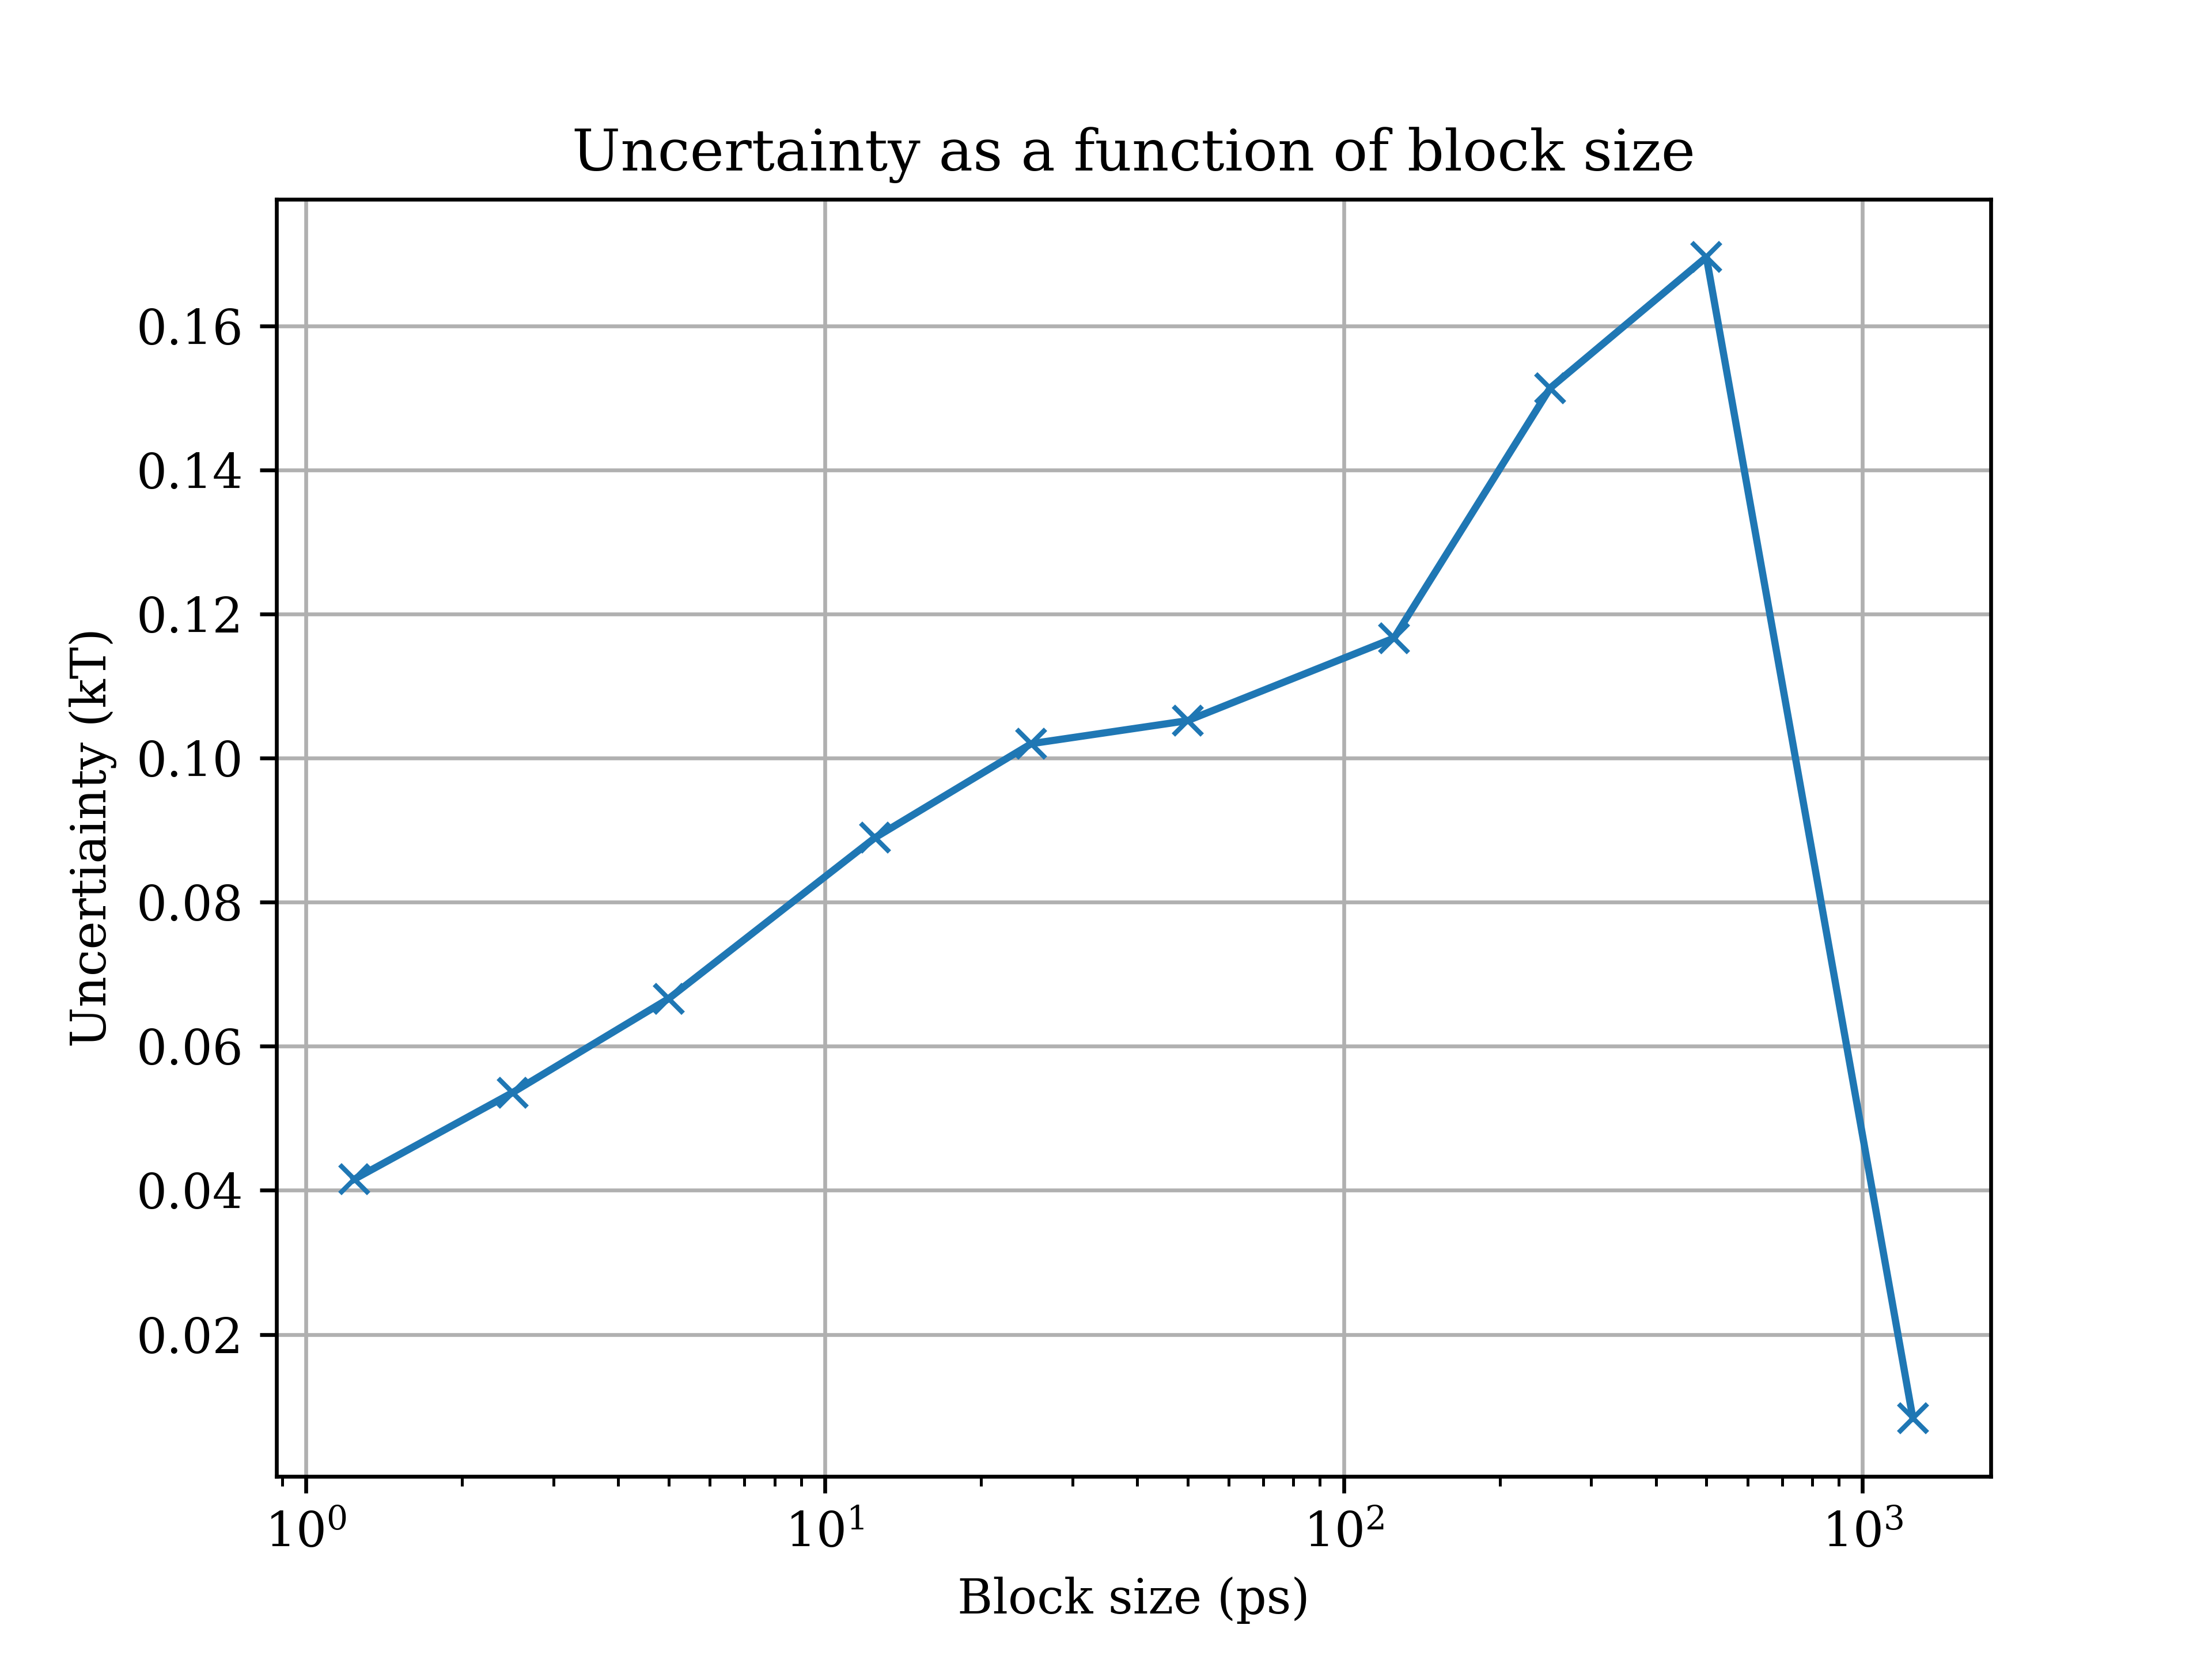 Uncertainty as a function of block size
Uncertiainty (kT)
0.16
0.14
0.12
0.10
0.08
0.06
0.04
0.02
10⁰ 10¹ 10² 10³
Block size (ps)